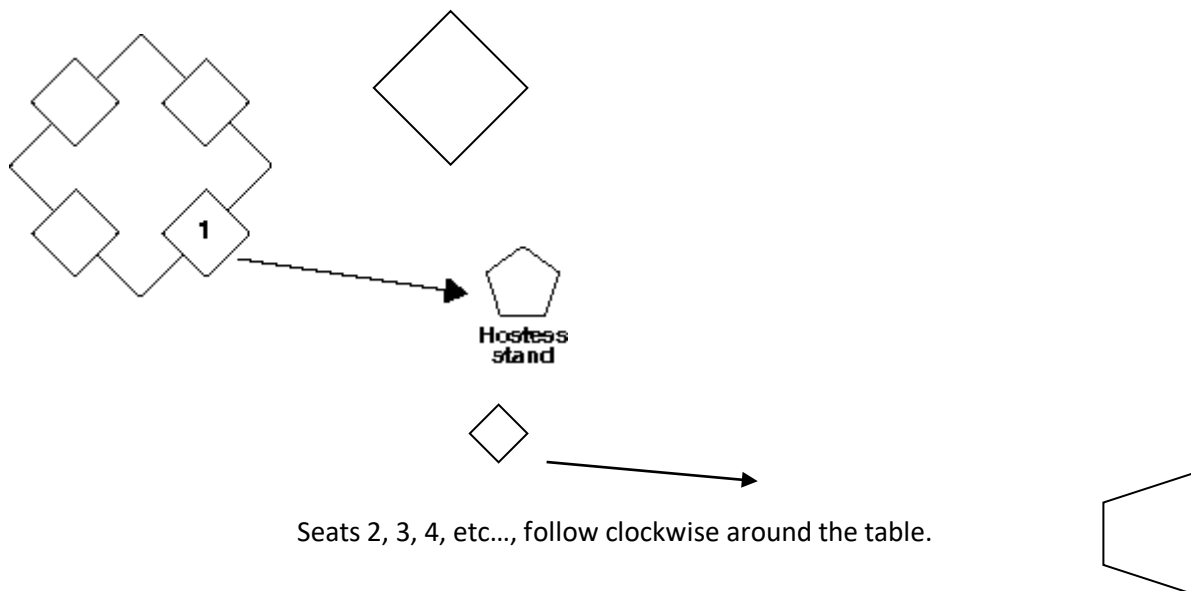 1
Hostess
stand
Seats 2, 3, 4, etc…, follow clockwise around the table.